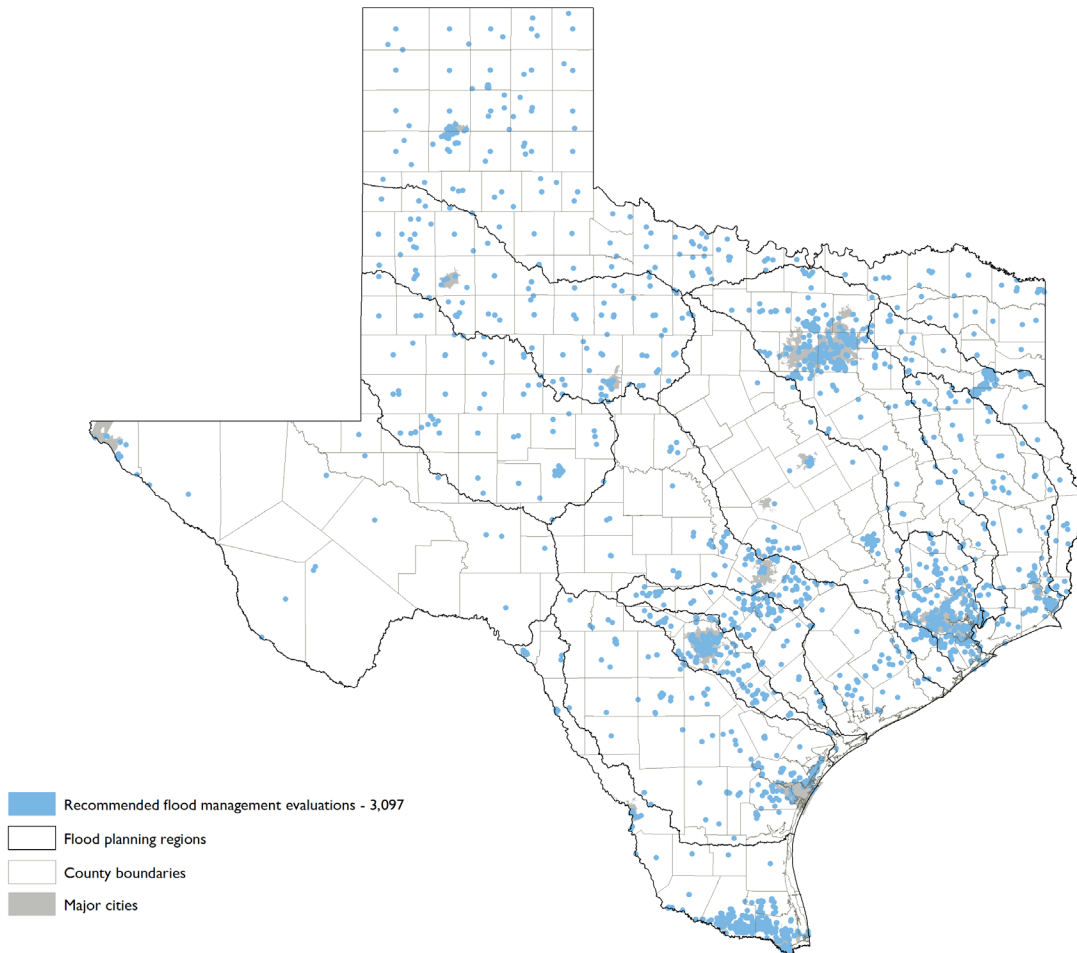 Recommended flood management evaluations - 3,097
Flood planning regions
County boundaries
Major cities